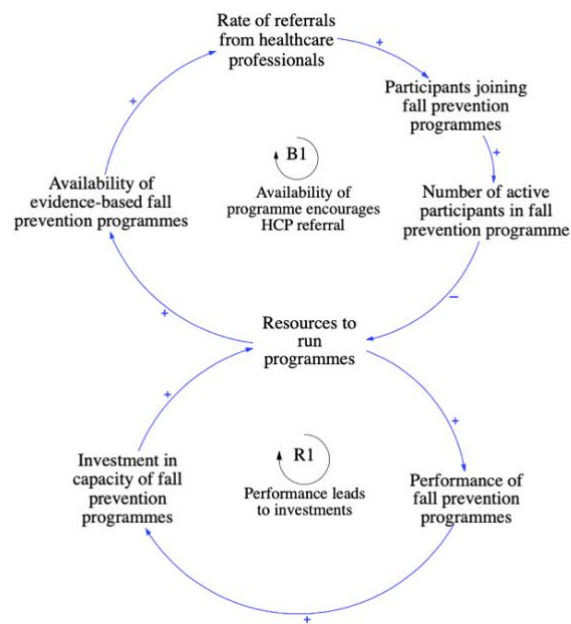 Rate of referrals
from healthcare
professionals
+
Participants joining
fall prevention
programmes
+
+
B1
Availability of
programme encourages
HCP referral
Availability of
evidence-based fall
prevention programmes
+
Number of active
participants in fall
prevention programme
–
Resources to
run
programmes
+
+
+
R1
Performance leads
to investments
Investment in
capacity of fall
prevention
programmes
Performance of
fall prevention
programmes
+